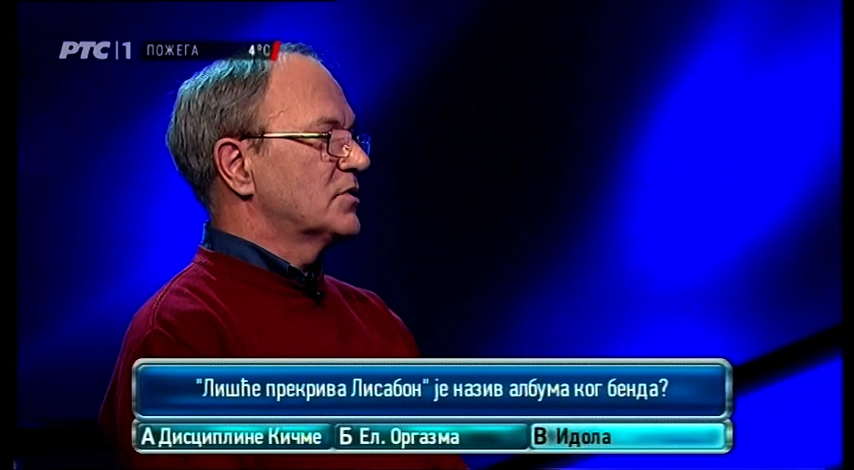 РТС|1 ПОЖЕГА 4°C
"Лишће прекрива Лисабон" је назив албума ког бенда?
А Дисциплине Кичме Б Ел. Оргазма В Идола